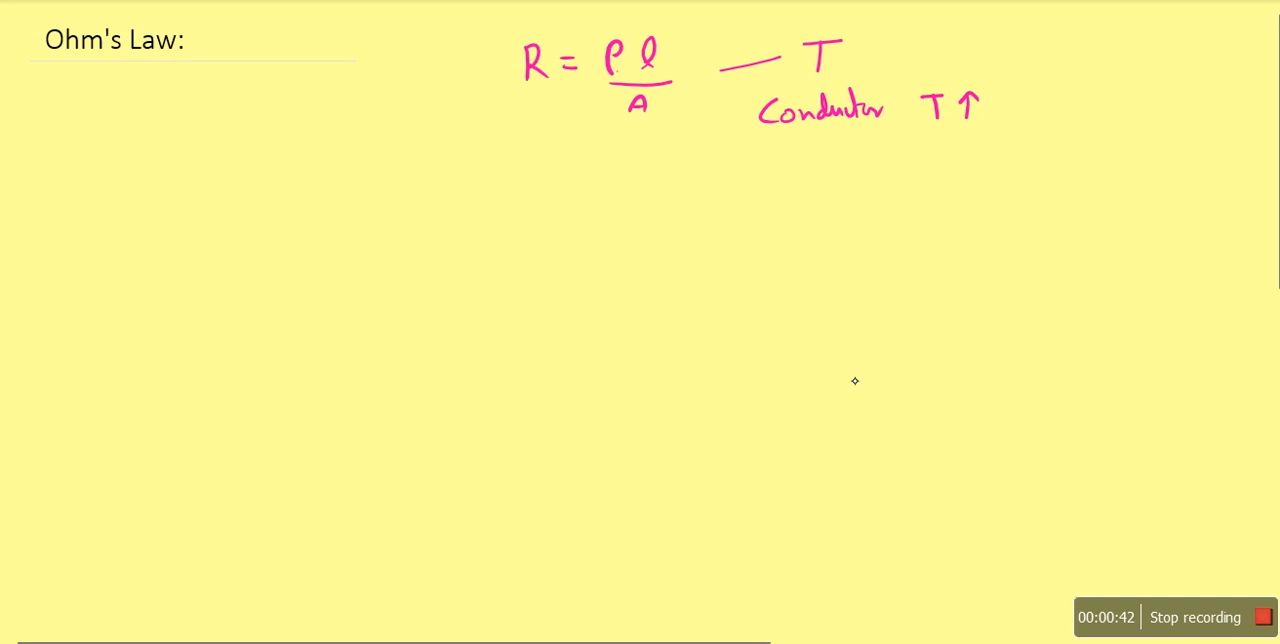 Ohm's Law:
R = ρ l — T
A
Conductor T ↑
00:00:42 Stop recording